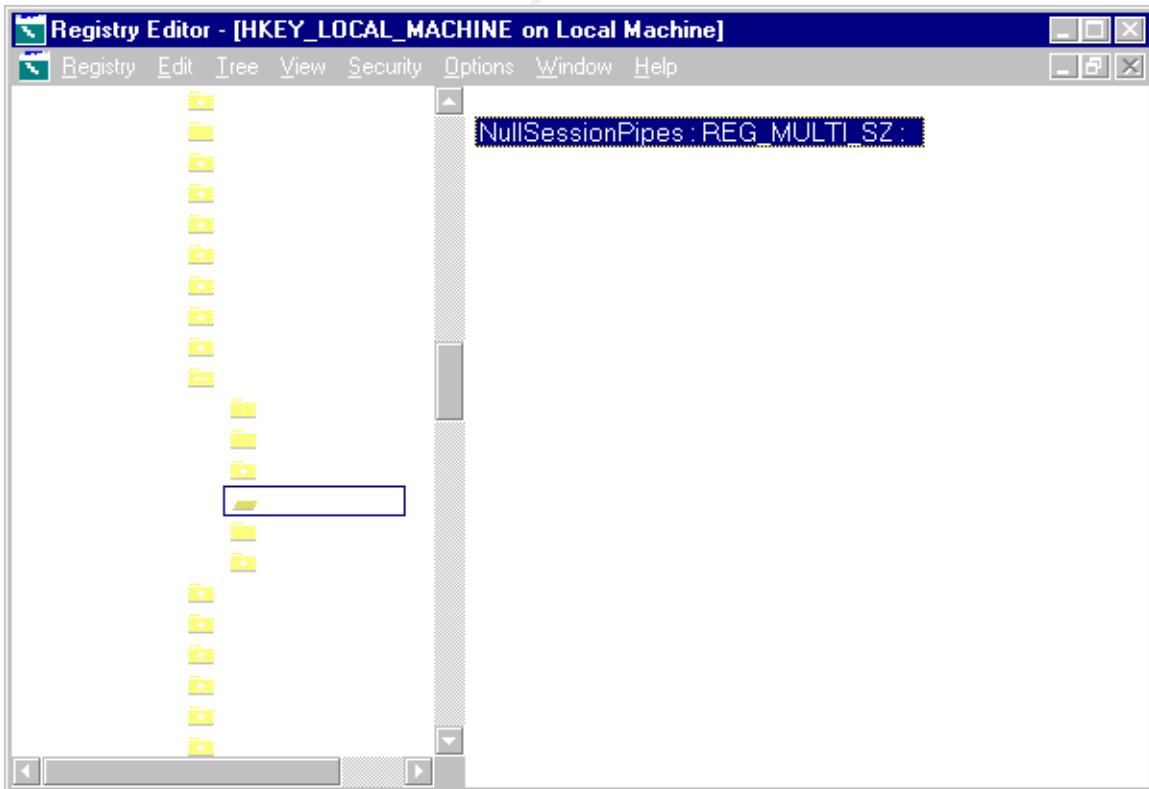 Registry Editor - [HKEY_LOCAL_MACHINE on Local Machine]
Registry Edit Tree View Security Options Window Help
NullSessionPipes : REG_MULTI_SZ :